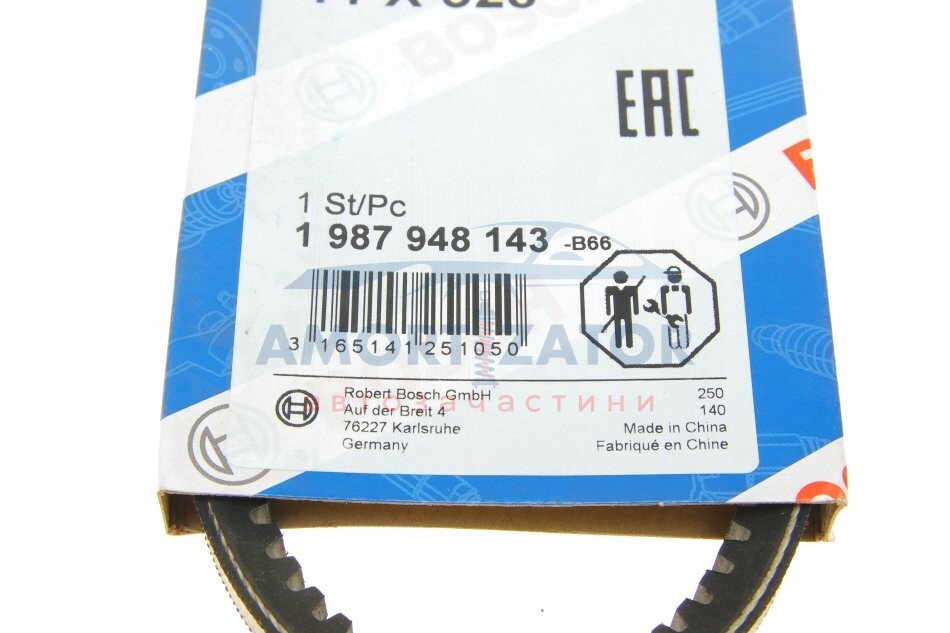 BOSCH
EAC
1 St/Pc
1 987 948 143 -B66
3 165141 251050
AMORTIZATOR
автозапчастини
Robert Bosch GmbH
Auf der Breit 4
76227 Karlsruhe
Germany
250
140
Made in China
Fabriqué en Chine